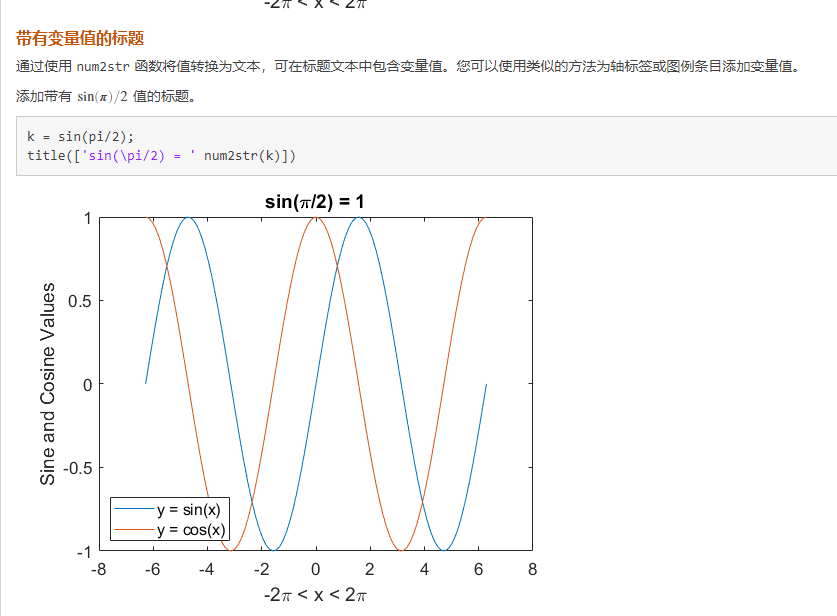 -2π < x < 2π
带有变量值的标题
通过使用 num2str 函数将值转换为文本，可在标题文本中包含变量值。您可以使用类似的方法为轴标签或图例条目添加变量值。
添加带有 sin(π)/2 值的标题。
k = sin(pi/2);
title(['sin(\pi/2) = ' num2str(k)])
sin(π/2) = 1
1
0.5
0
-0.5
-1
Sine and Cosine Values
y = sin(x)
y = cos(x)
-8 -6 -4 -2 0 2 4 6 8
-2π < x < 2π